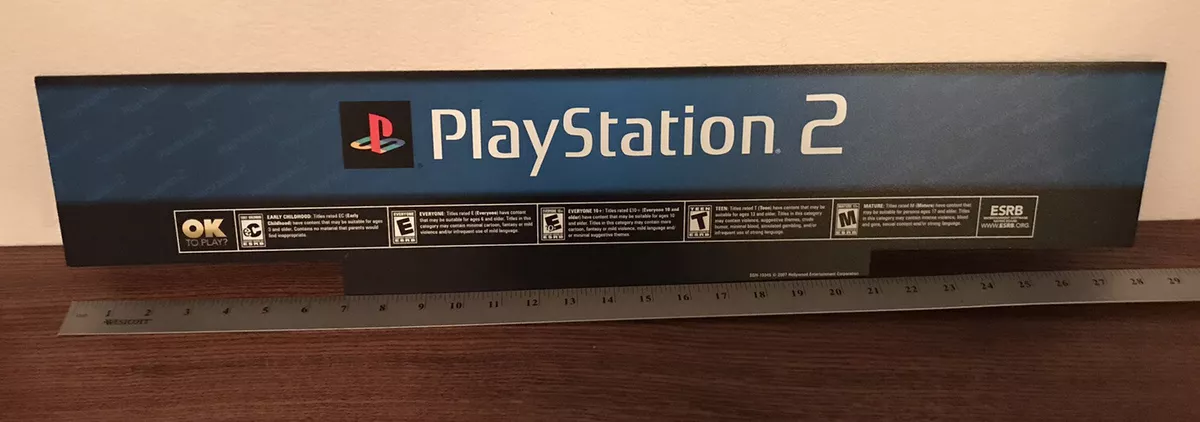 PlayStation 2
OK
TO PLAY?
EC
ESRB
EARLY CHILDHOOD: Titles rated EC (Early
Childhood) have content that may be suitable for ages
3 and older. Contains no material that parents would
find inappropriate.
EVERYONE
E
ESRB
EVERYONE: Titles rated E (Everyone) have content
that may be suitable for ages 6 and older. Titles in this
category may contain minimal cartoon, fantasy or mild
violence and/or infrequent use of mild language.
E
ESRB
EVERYONE 10+: Titles rated E10+ (Everyone 10 and
older) have content that may be suitable for ages 10
and older. Titles in this category may contain more
cartoon, fantasy or mild violence, mild language and/
or minimal suggestive themes.
TEEN
T
ESRB
TEEN: Titles rated T (Teen) have content that may be
suitable for ages 13 and older. Titles in this category
may contain violence, suggestive themes, crude
humor, minimal blood, simulated gambling, and/or
infrequent use of strong language.
MATURE 17+
M
ESRB
MATURE: Titles rated M (Mature) have content that
may be suitable for persons ages 17 and older. Titles
in this category may contain intense violence, blood
and gore, sexual content and/or strong language.
ESRB
WWW.ESRB.ORG
2007 Hollywood Entertainment Corporation
1 2 3 4 5 6 7 8 9 10 11 12 13 14 15 16 17 18 19 20 21 22 23 24 25 26 27 28 29
WESTCOTT